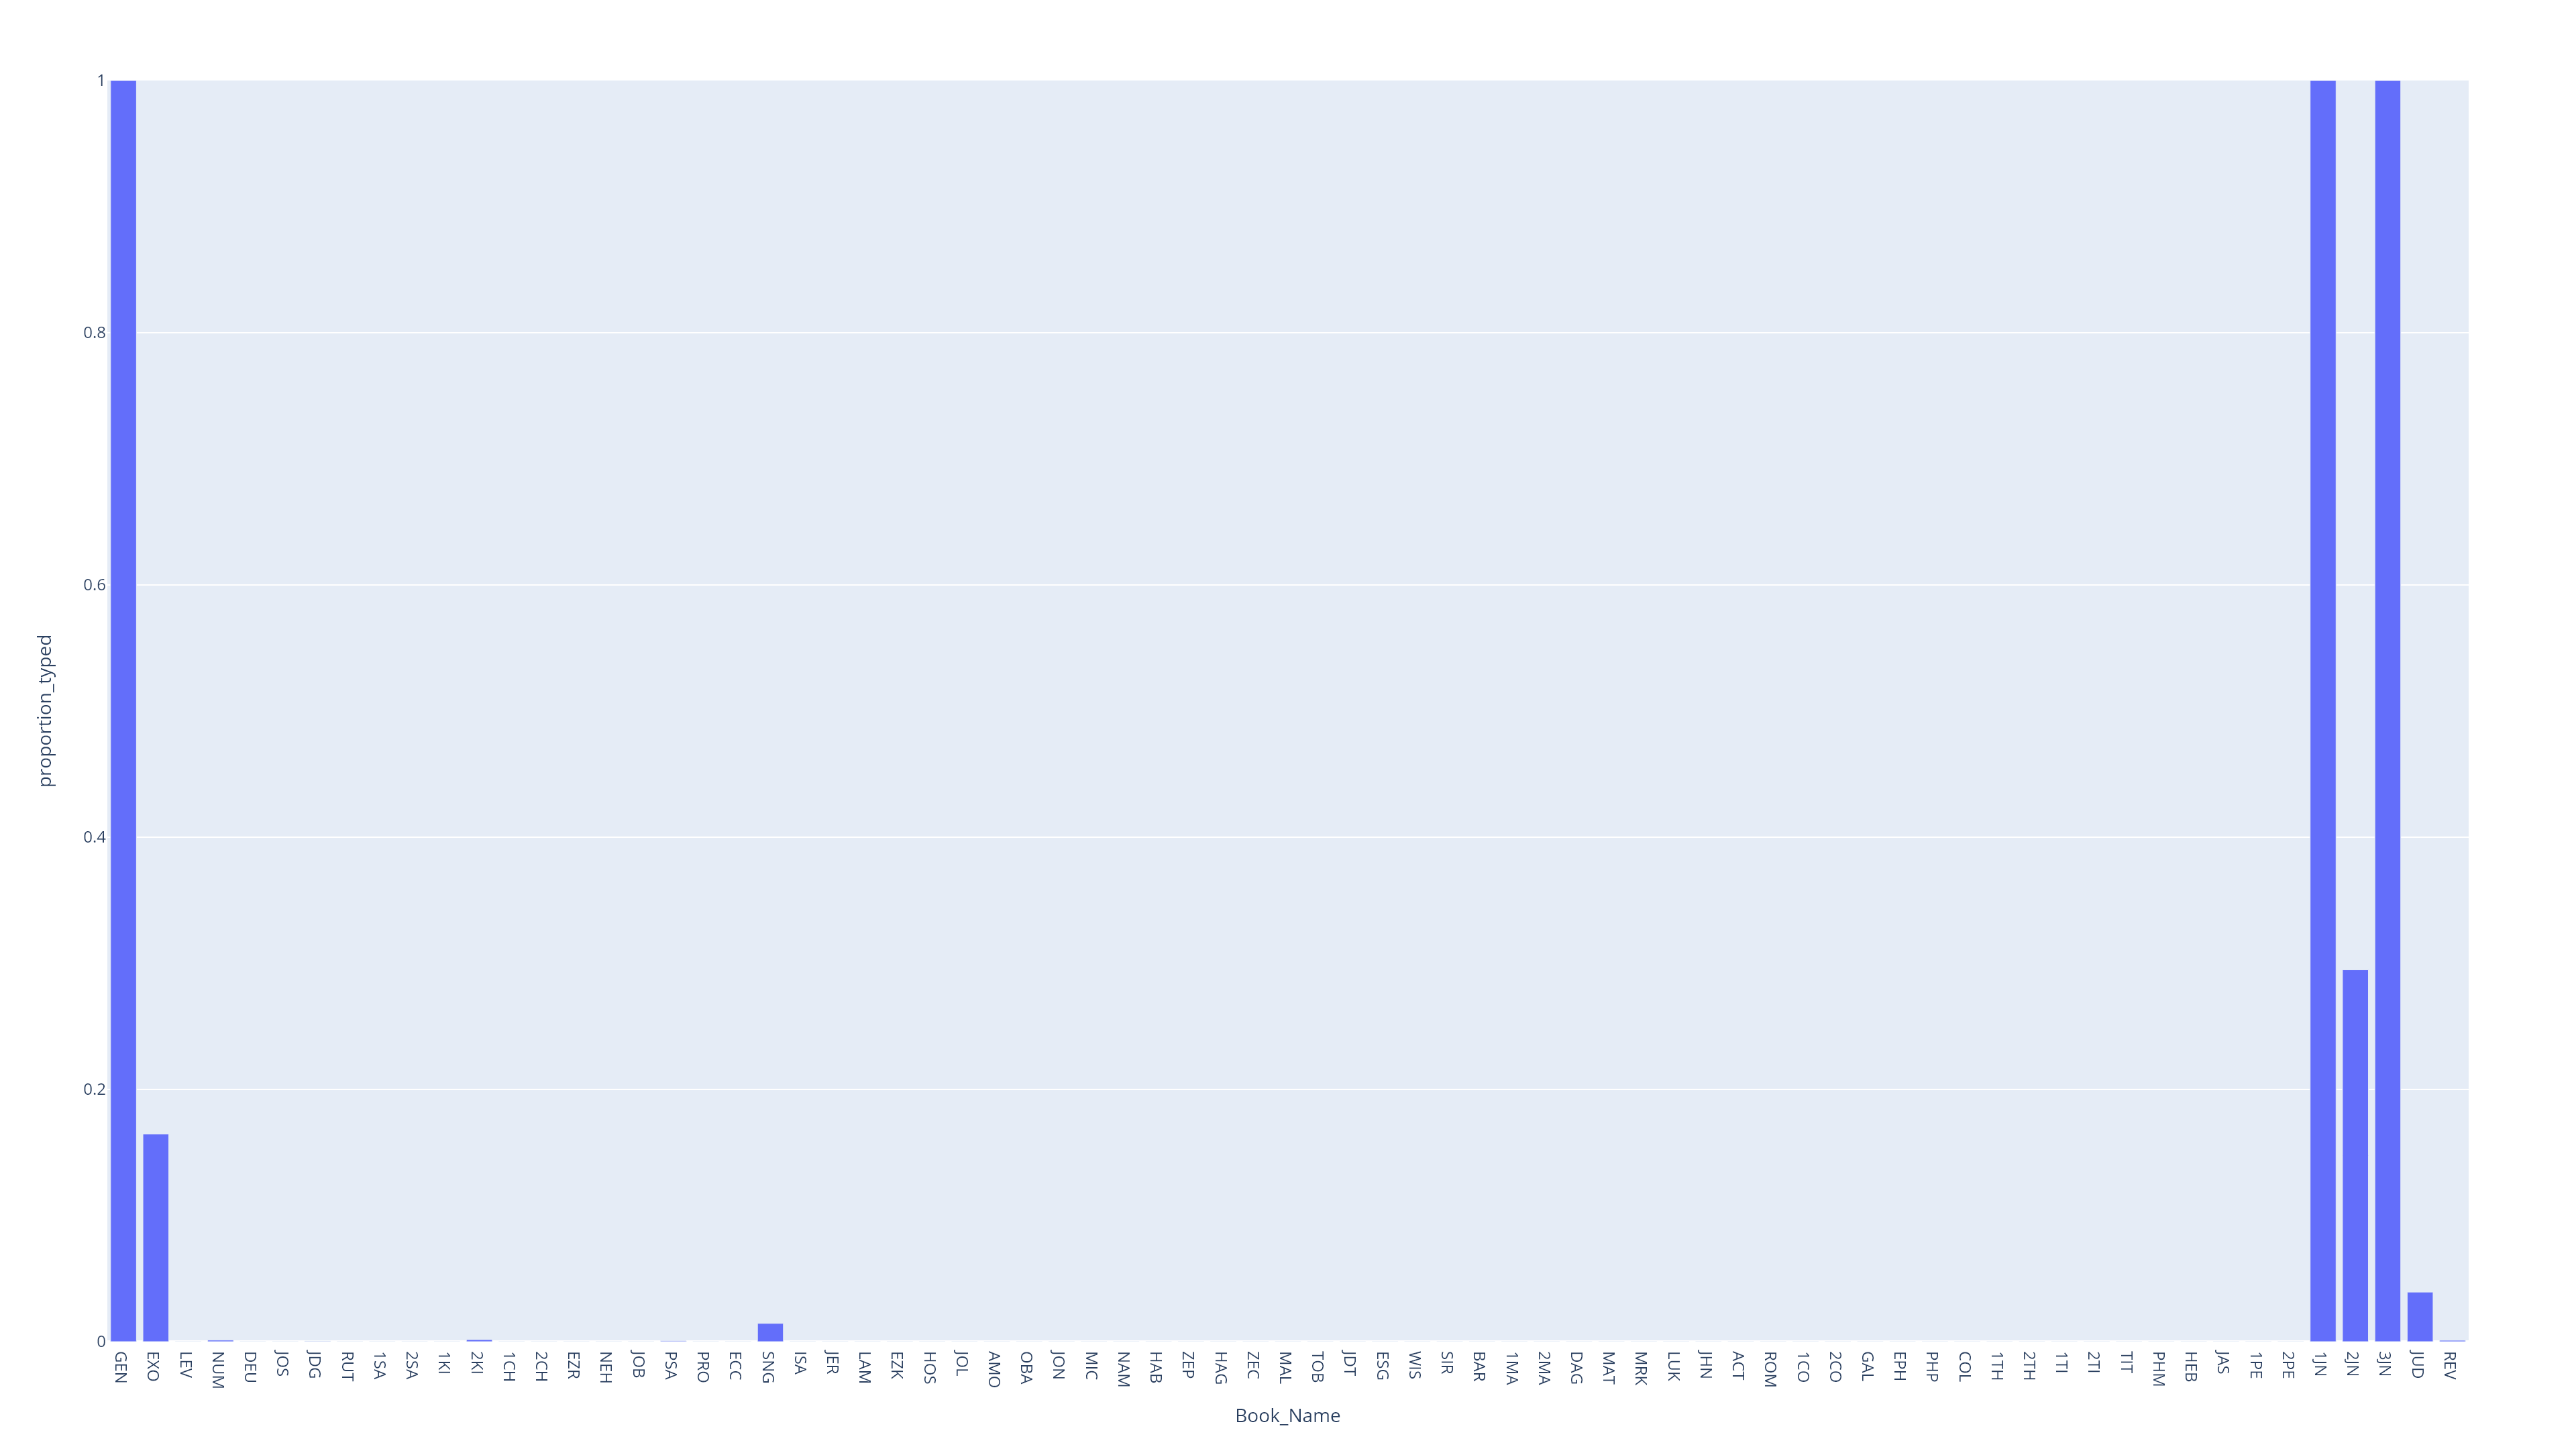 1
0.8
0.6
0.4
0.2
0
proportion_typed
GEN EXO LEV NUM DEU JOS JDG RUT 1SA 2SA 1KI 2KI 1CH 2CH EZR NEH JOB PSA PRO ECC SNG ISA JER LAM EZK HOS JOL AMO OBA JON MIC NAM HAB ZEP HAG ZEC MAL TOB JDT ESG WIS SIR BAR 1MA 2MA DAG MAT MRK LUK JHN ACT ROM 1CO 2CO GAL EPH PHP COL 1TH 2TH 1TI 2TI TIT PHM HEB JAS 1PE 2PE 1JN 2JN 3JN JUD REV
Book_Name